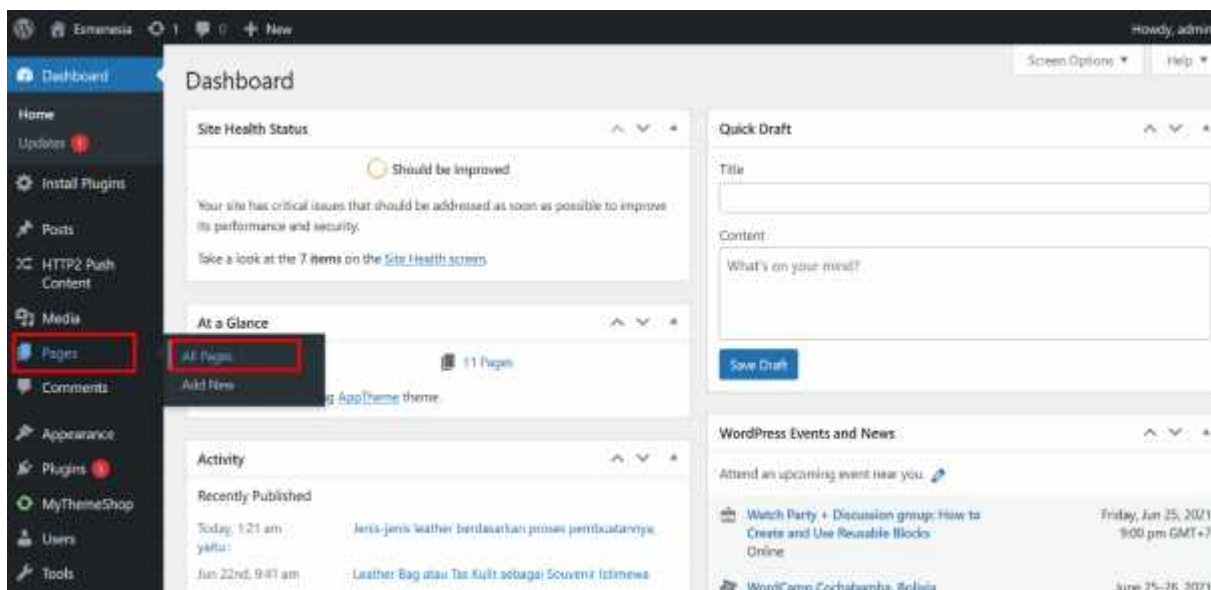 Esmenesia 1 0 + New
Howdy, admin
Screen Options
Help
Dashboard
Home
Updates 1
Install Plugins
Posts
HTTP2 Push
Content
Media
Pages
Comments
Appearance
Plugins 1
MyThemeShop
Users
Tools
All Pages
Add New
Dashboard
Site Health Status
Should be improved
Your site has critical issues that should be addressed as soon as possible to improve
its performance and security.
Take a look at the 7 items on the Site Health screen.
At a Glance
11 Pages
AppTheme theme.
Activity
Recently Published
Today, 1:21 am
Jenis-jenis leather berdasarkan proses pembuatannya,
yaitu:
Jun 22nd, 9:41 am
Leather Bag atau Tas Kulit sebagai Souvenir Istimewa
Quick Draft
Title
Content
What's on your mind?
Save Draft
WordPress Events and News
Attend an upcoming event near you.
Watch Party + Discussion group: How to
Create and Use Reusable Blocks
Online
Friday, Jun 25, 2021
9:00 pm GMT+7
WordCamp Cochabamba, Bolivia
June 25–26, 2021